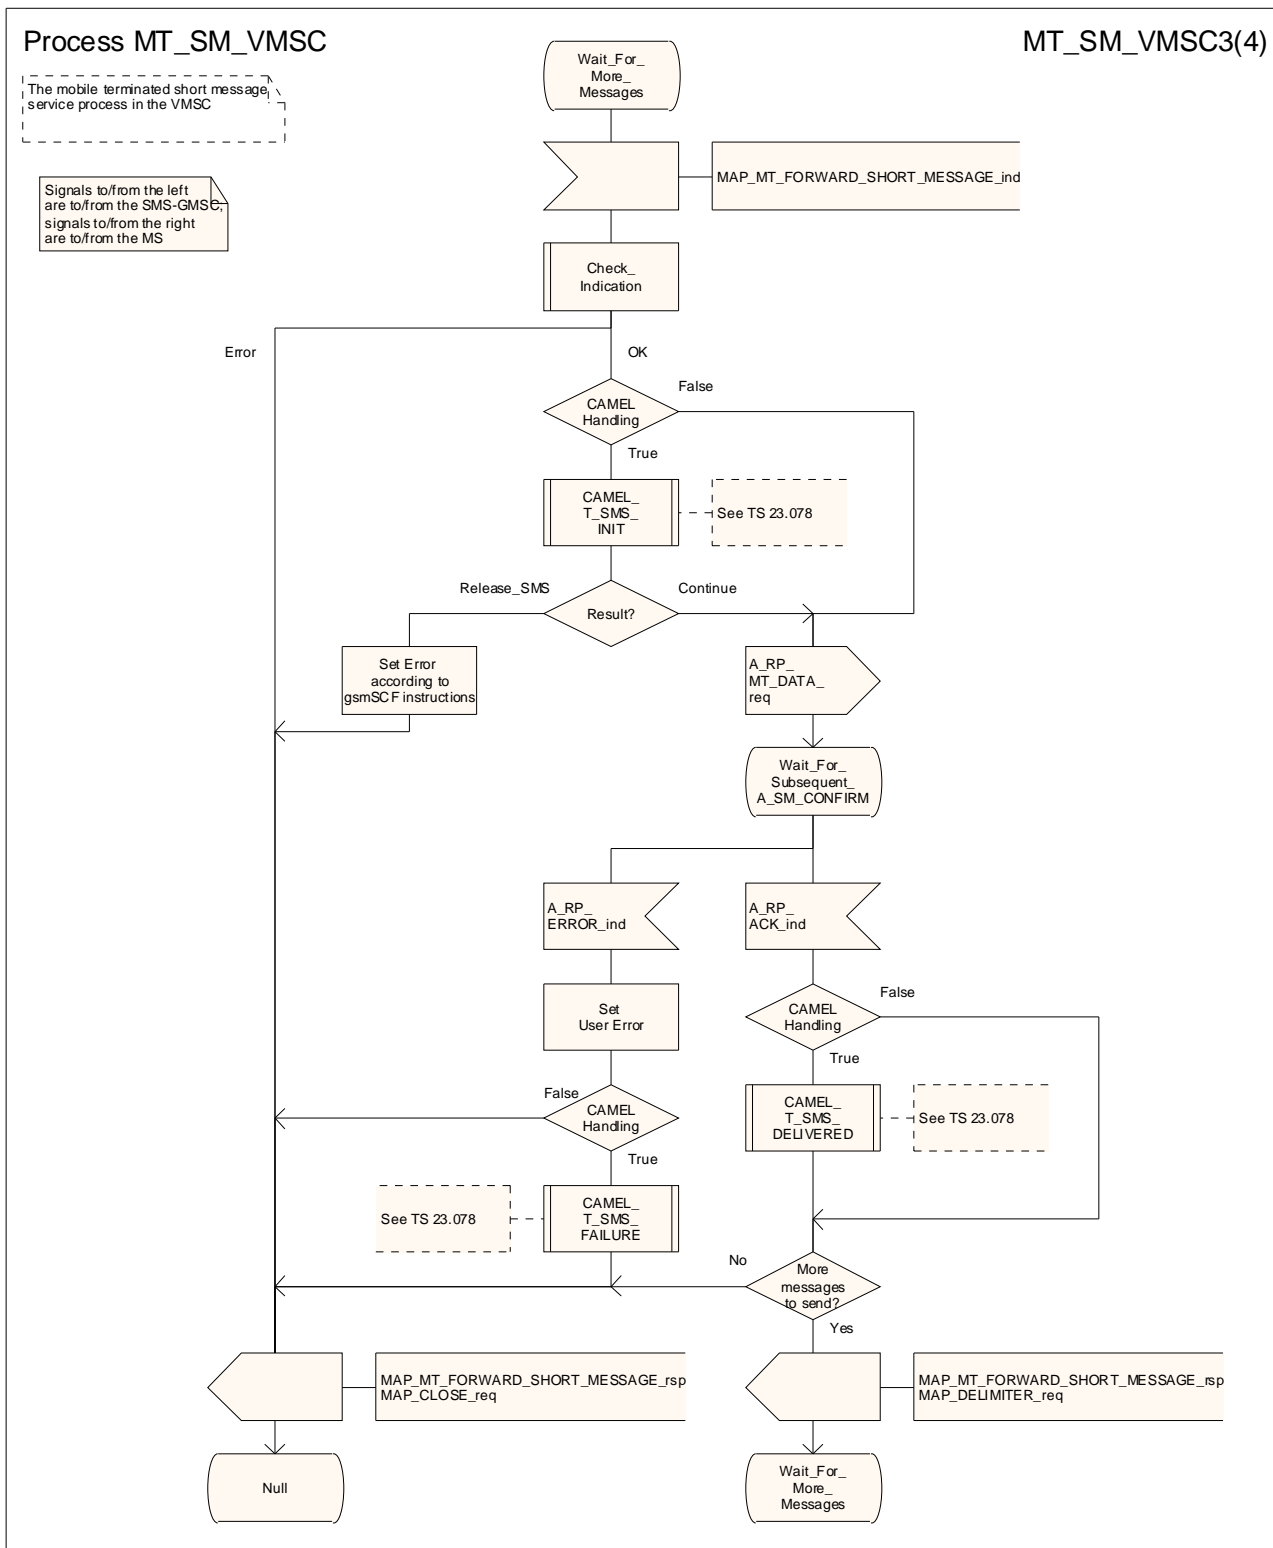 Process MT_SM_VMSC
MT_SM_VMSC3(4)
The mobile terminated short message
service process in the VMSC
Signals to/from the left
are to/from the SMS-GMSC;
signals to/from the right
are to/from the MS
Wait_For_
More_
Messages
MAP_MT_FORWARD_SHORT_MESSAGE_ind
Check_
Indication
Error
OK
CAMEL
Handling
False
True
CAMEL_
T_SMS_
INIT
See TS 23.078
Release_SMS
Result?
Continue
Set Error
according to
gsmSCF instructions
A_RP_
MT_DATA_
req
Wait_For_
Subsequent_
A_SM_CONFIRM
A_RP_
ERROR_ind
A_RP_
ACK_ind
Set
User Error
CAMEL
Handling
False
True
False
CAMEL
Handling
True
CAMEL_
T_SMS_
DELIVERED
See TS 23.078
See TS 23.078
CAMEL_
T_SMS_
FAILURE
No
More
messages
to send?
Yes
MAP_MT_FORWARD_SHORT_MESSAGE_rsp
MAP_CLOSE_req
MAP_MT_FORWARD_SHORT_MESSAGE_rsp
MAP_DELIMITER_req
Null
Wait_For_
More_
Messages